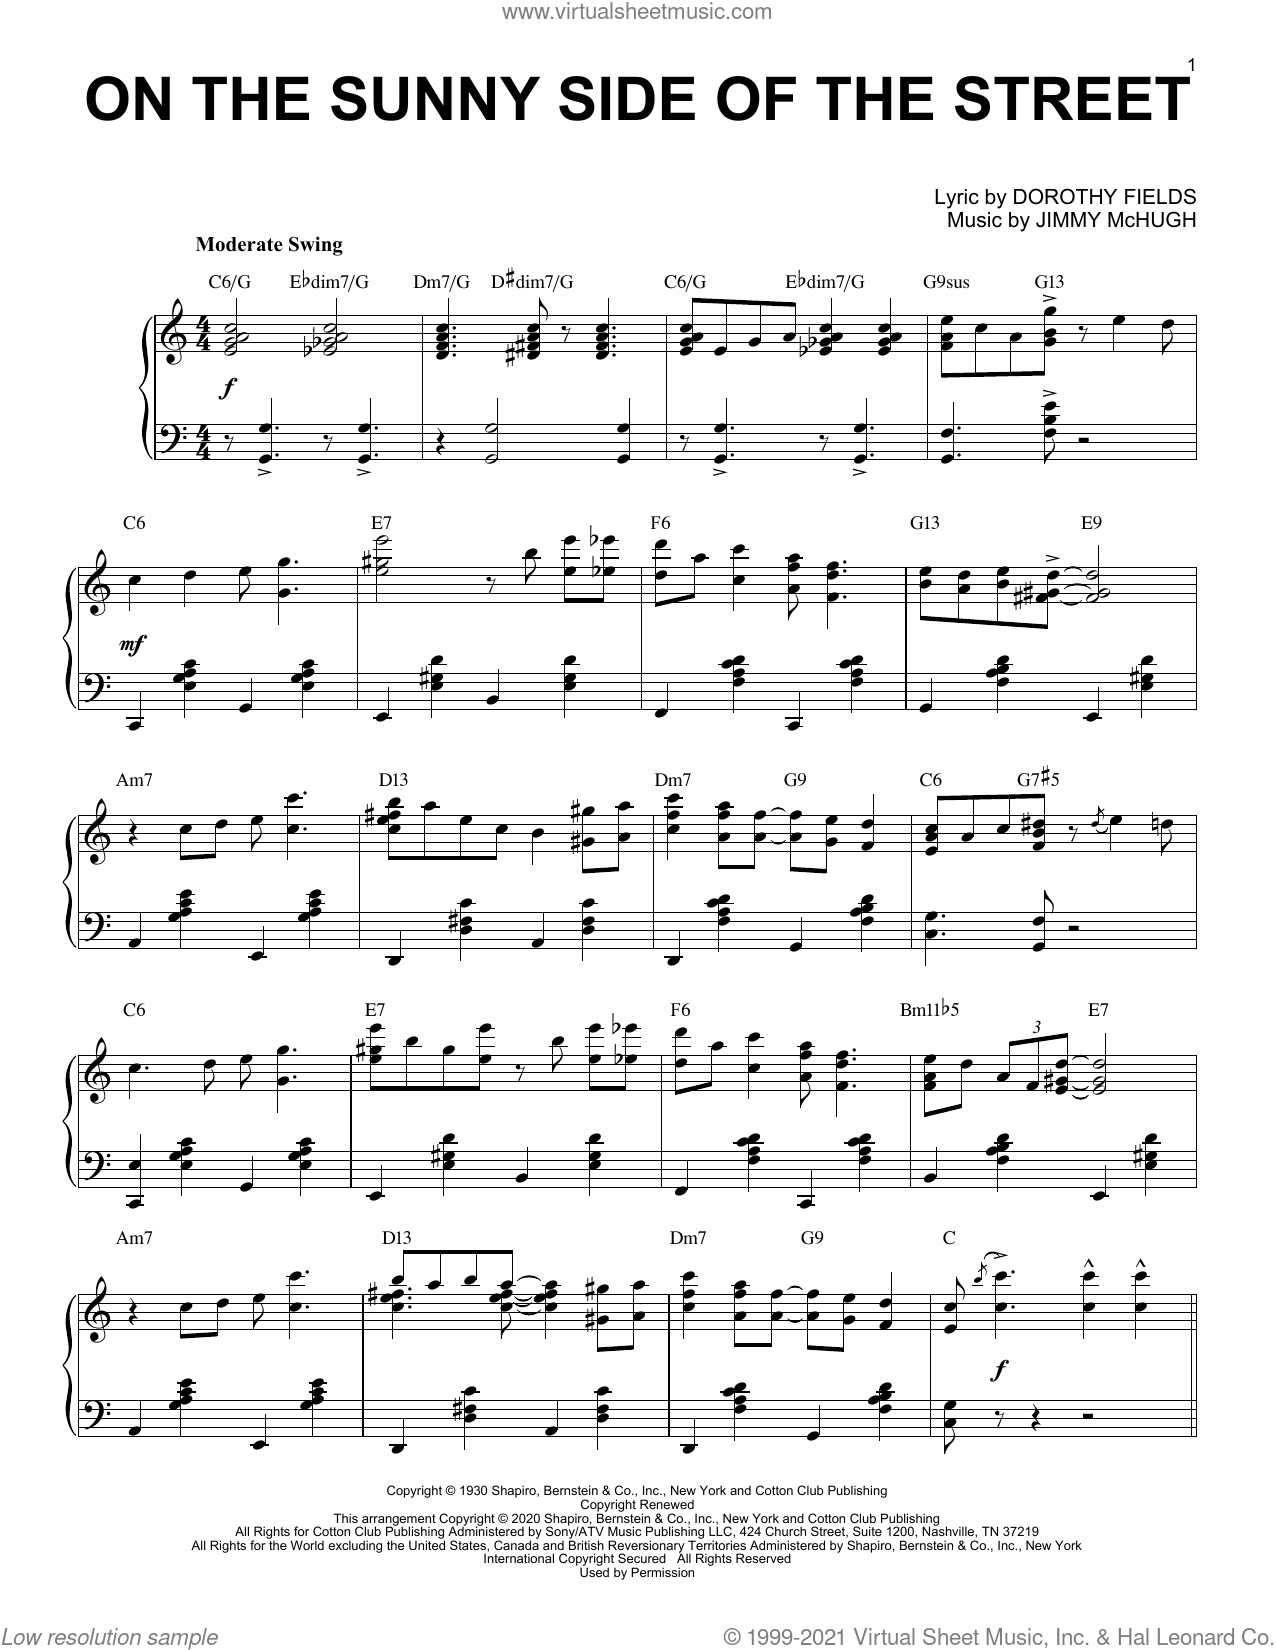 www.virtualsheetmusic.com
1
ON THE SUNNY SIDE OF THE STREET
Lyric by DOROTHY FIELDS
Music by JIMMY McHUGH
Moderate Swing
C6/G E♭dim7/G Dm7/G D♯dim7/G C6/G E♭dim7/G G9sus G13
f
C6 E7 F6 G13 E9
mf
Am7 D13 Dm7 G9 C6 G7♯5
C6 E7 F6 Bm11♭5 E7
3
Am7 D13 Dm7 G9 C
f
Copyright © 1930 Shapiro, Bernstein & Co., Inc., New York and Cotton Club Publishing
Copyright Renewed
This arrangement Copyright © 2020 Shapiro, Bernstein & Co., Inc., New York and Cotton Club Publishing
All Rights for Cotton Club Publishing Administered by Sony/ATV Music Publishing LLC, 424 Church Street, Suite 1200, Nashville, TN 37219
All Rights for the World excluding the United States, Canada and British Reversionary Territories Administered by Shapiro, Bernstein & Co., Inc., New York
International Copyright Secured All Rights Reserved
Used by Permission
Low resolution sample
© 1999-2021 Virtual Sheet Music, Inc. & Hal Leonard Co.